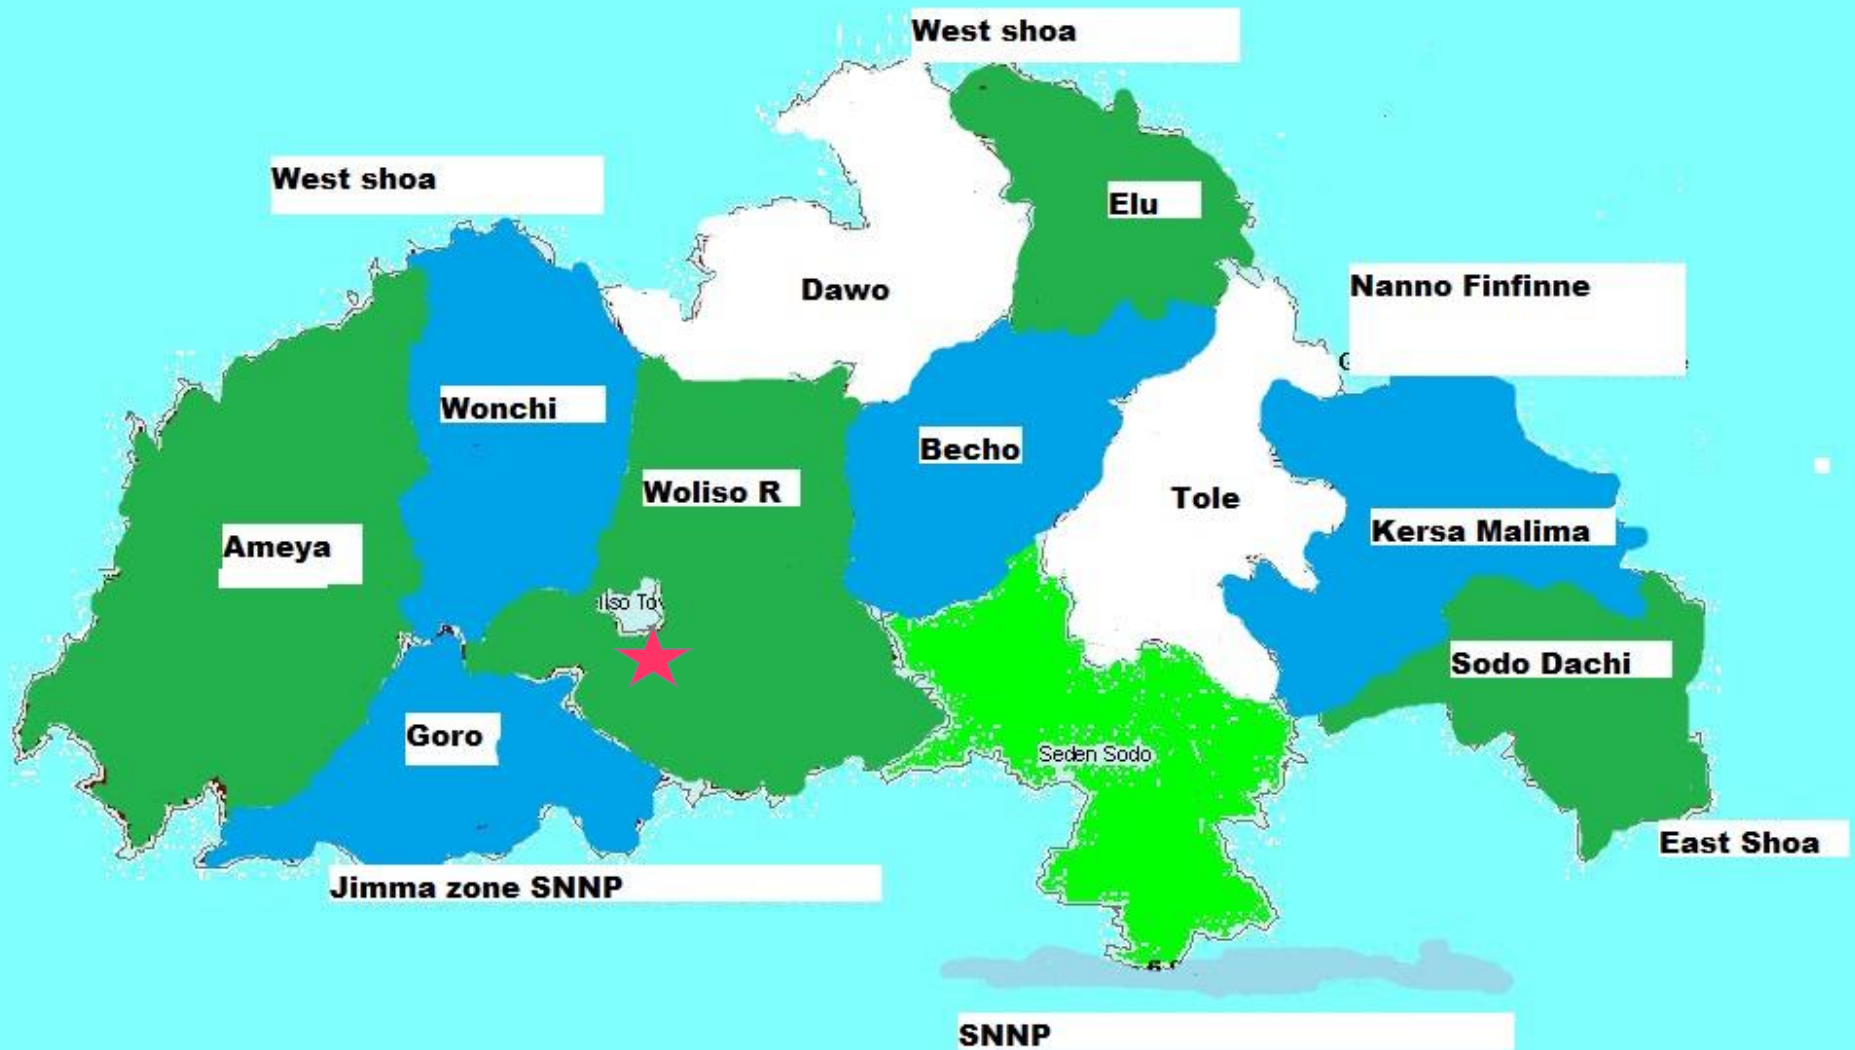 West shoa
West shoa
Elu
Dawo
Nanno Finfinne
Wonchi
Becho
Woliso R
Tole
Kersa Malima
Ameya
Sodo Dachi
Goro
Seden Sodo
East Shoa
Jimma zone SNNP
SNNP